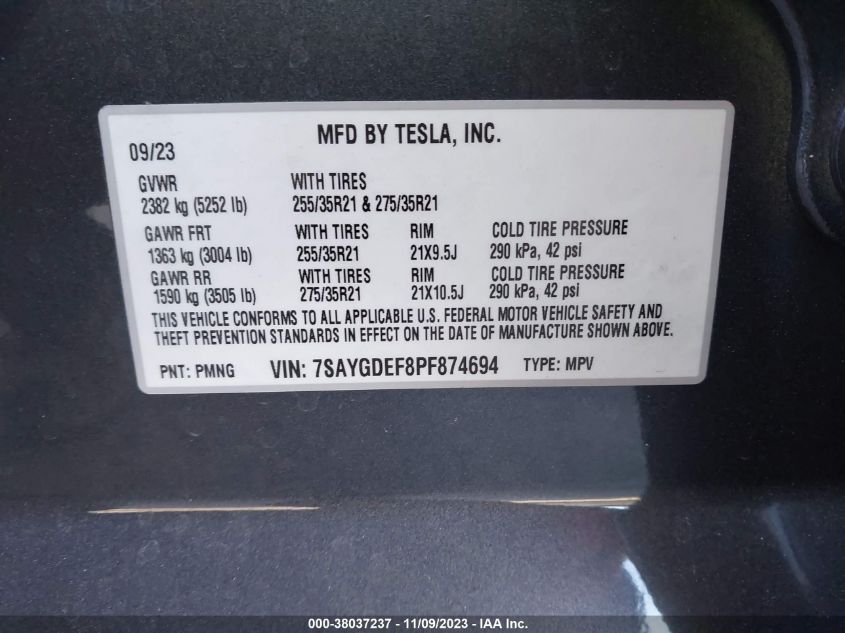 MFD BY TESLA, INC.
09/23
GVWR WITH TIRES
2382 kg (5252 lb) 255/35R21 & 275/35R21
GAWR FRT WITH TIRES RIM COLD TIRE PRESSURE
1363 kg (3004 lb) 255/35R21 21X9.5J 290 kPa, 42 psi
GAWR RR WITH TIRES RIM COLD TIRE PRESSURE
1590 kg (3505 lb) 275/35R21 21X10.5J 290 kPa, 42 psi
THIS VEHICLE CONFORMS TO ALL APPLICABLE U.S. FEDERAL MOTOR VEHICLE SAFETY AND
THEFT PREVENTION STANDARDS IN EFFECT ON THE DATE OF MANUFACTURE SHOWN ABOVE.
PNT: PMNG VIN: 7SAYGDEF8PF874694 TYPE: MPV
000-38037237 - 11/09/2023 - IAA Inc.